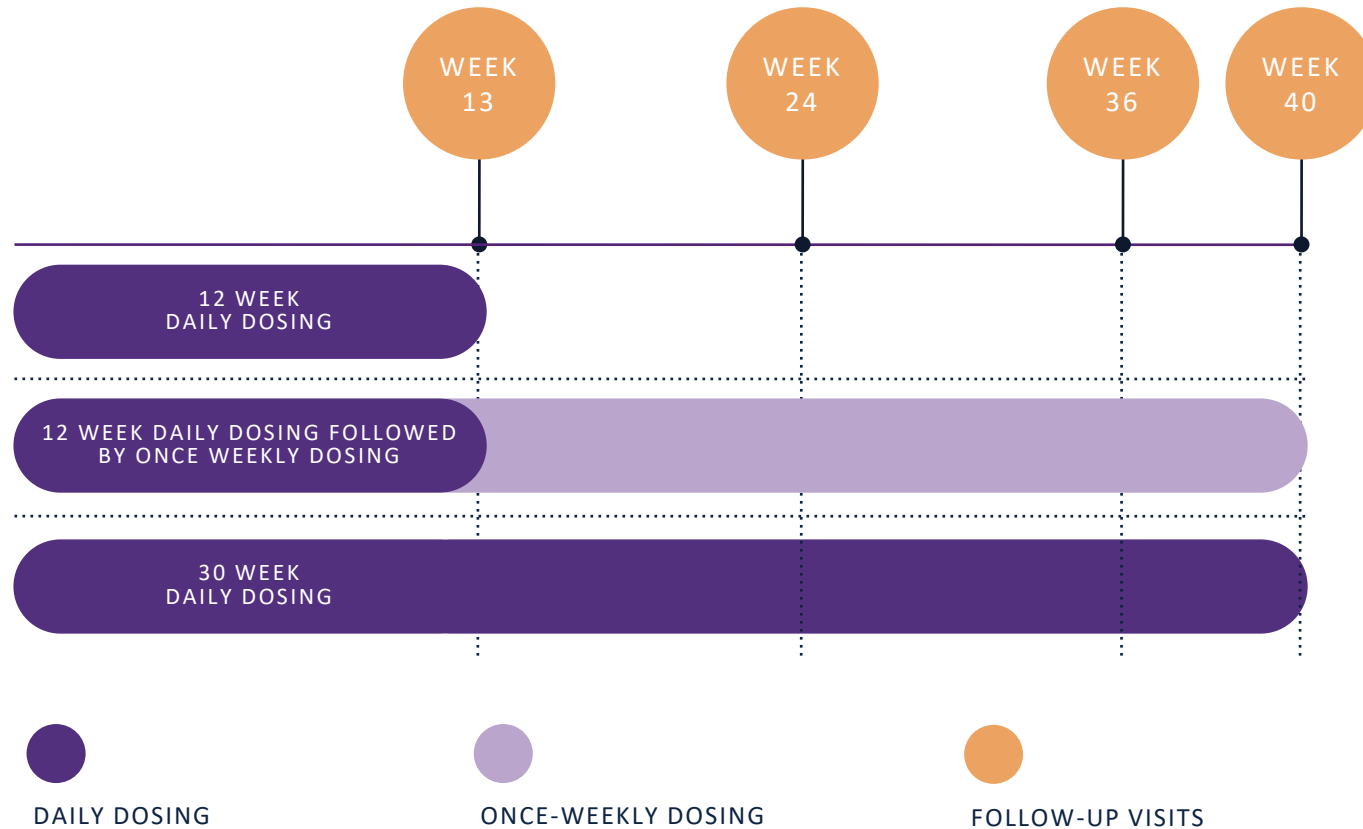 WEEK
13
WEEK
24
WEEK
36
WEEK
40
12 WEEK
DAILY DOSING
12 WEEK DAILY DOSING FOLLOWED
BY ONCE WEEKLY DOSING
30 WEEK
DAILY DOSING
DAILY DOSING
ONCE-WEEKLY DOSING
FOLLOW-UP VISITS